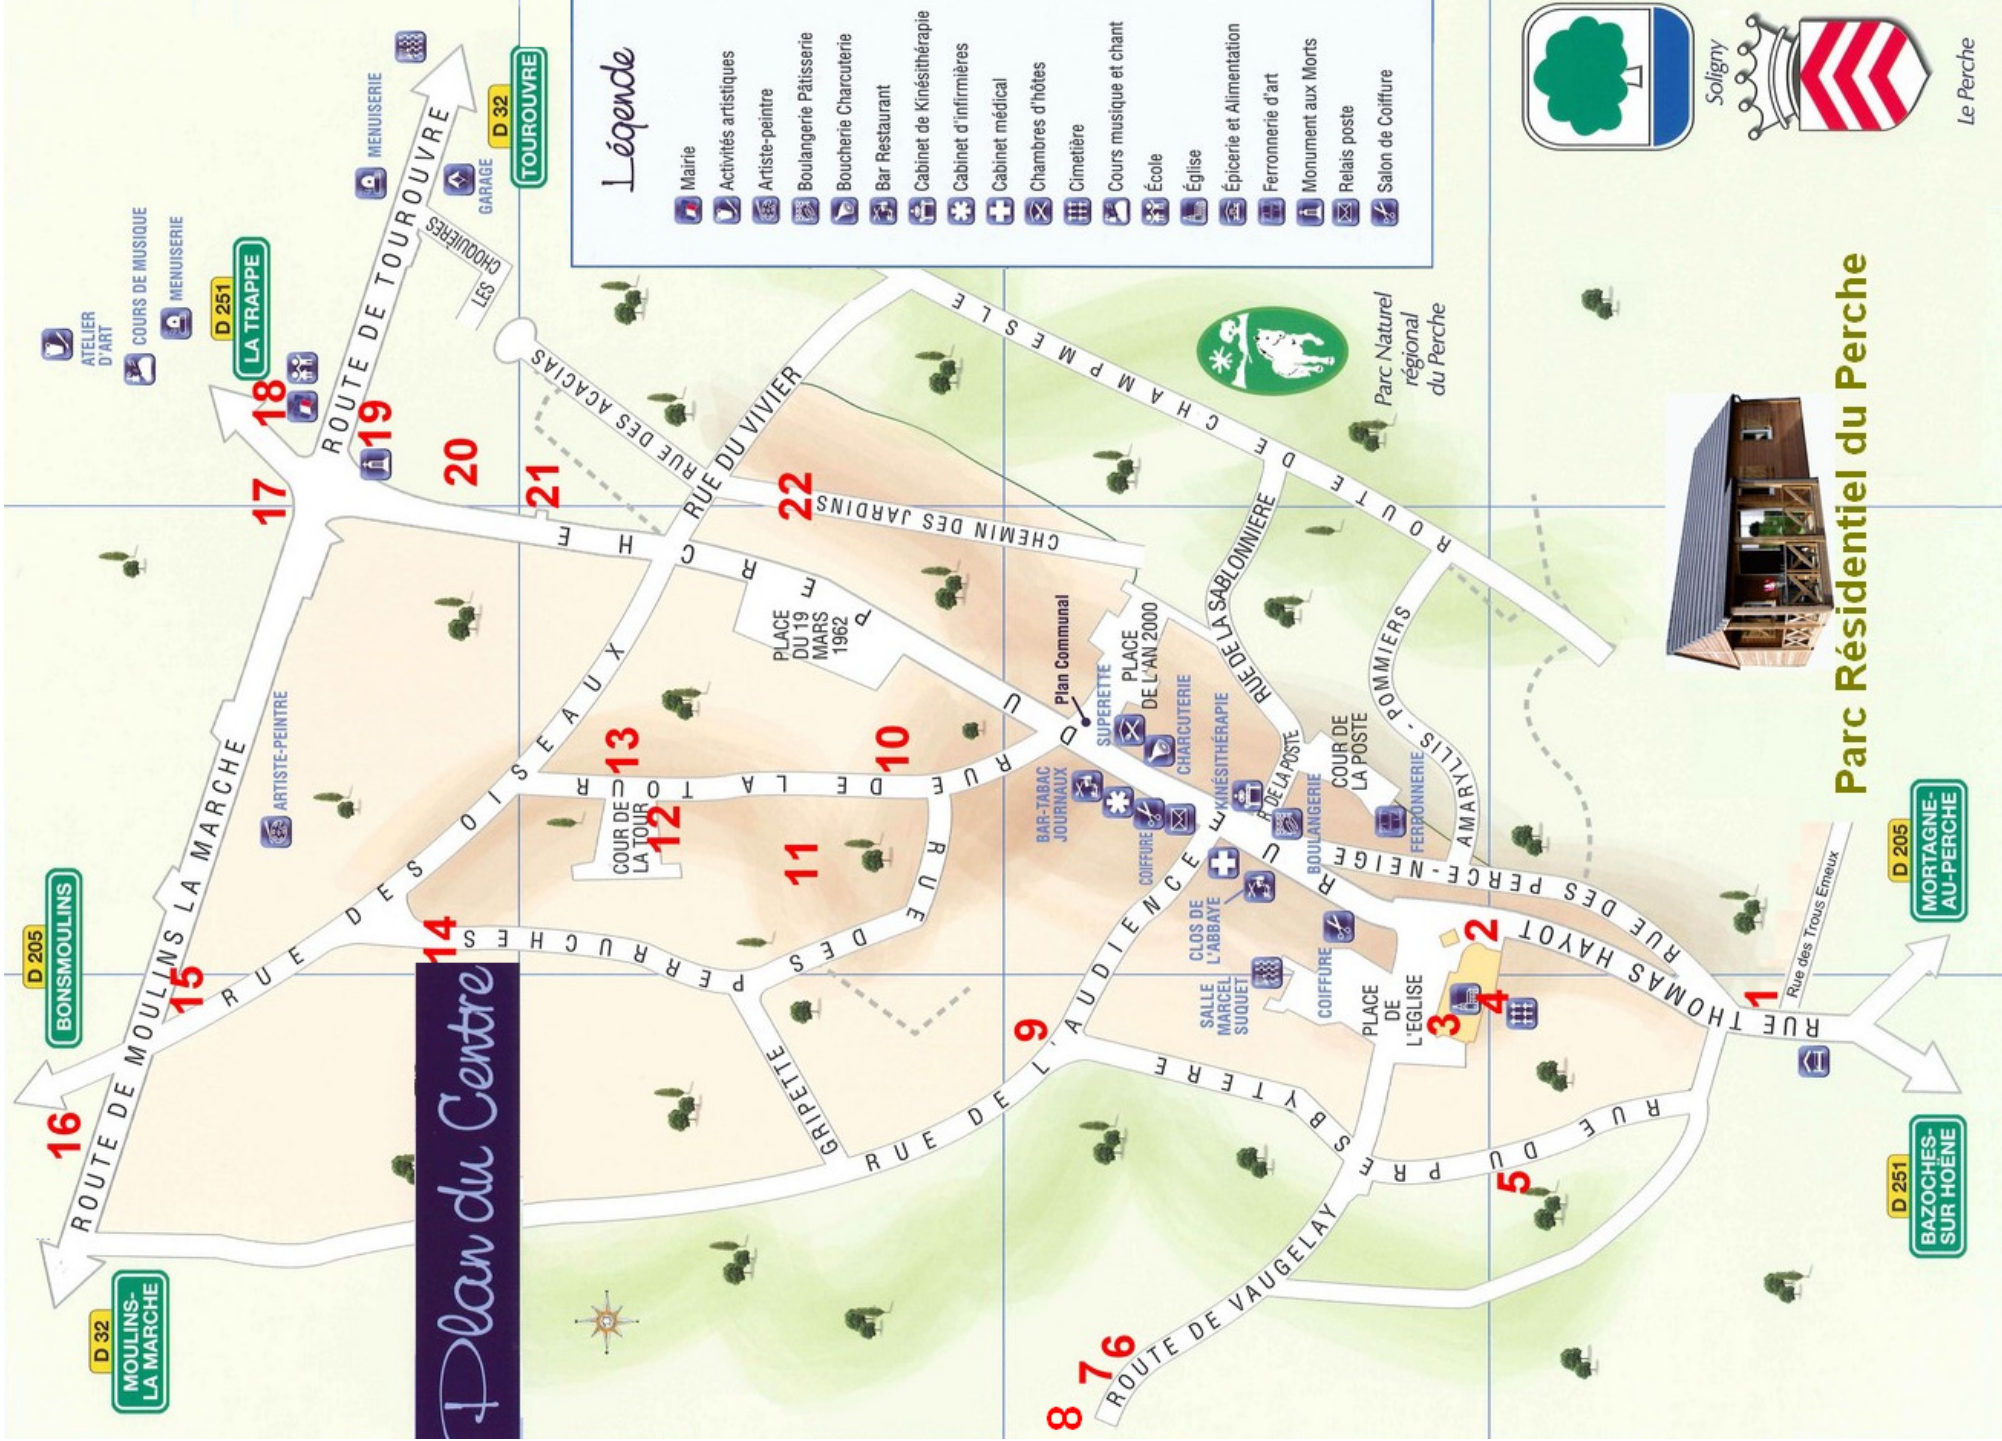 Plan du Centre
Légende
Mairie
Activités artistiques
Artiste-peintre
Boulangerie Pâtisserie
Boucherie Charcuterie
Bar Restaurant
Cabinet de Kinésithérapie
Cabinet d'infirmières
Cabinet médical
Chambres d'hôtes
Cimetière
Cours musique et chant
École
Église
Épicerie et Alimentation
Ferronnerie d'art
Monument aux Morts
Relais poste
Salon de Coiffure
D 32
MOULINS-
LA MARCHE
D 205
BONSMOULINS
D 251
LA TRAPPE
D 32
TOUROUVRE
ATELIER
D'ART
COURS DE MUSIQUE
MENUISERIE
MENUISERIE
GARAGE
ROUTE DE MOULINS LA MARCHE
ROUTE DE TOUROUVRE
LES CHOQUIÈRES
16
15
17
18
19
20
21
14
13
12
11
10
22
ARTISTE-PEINTRE
RUE DES OISEAUX
RUE DU VIVIER
RUE DES ACACIAS
CHEMIN DES JARDINS
RUE DU PERCHE
PLACE
DU 19
MARS
1962
COUR DE
LA TOUR
RUE DE LA TOUR
RUE DES PERRUCHES
GRIPETTE
RUE DE L'AUDIENCE
9
Plan Communal
SUPERETTE
PLACE
DE L'AN 2000
CHARCUTERIE
BAR-TABAC
JOURNAUX
COIFFURE
KINÉSITHÉRAPIE
R. DE LA POSTE
BOULANGERIE
COUR DE
LA POSTE
RUE DE LA SABLONNIERE
ROUTE DE CHAMPMESLE
AMARYLLIS - POMMIERS
FERRONNERIE
RUE DES PERCE-NEIGE
CLOS DE
L'ABBAYE
SALLE
MARCEL
SUQUET
COIFFURE
PLACE
DE
L'EGLISE
2
3
4
RUE THOMAS HAYOT
1
Rue des Trous Emeux
RUE DU PRESBYTERE
5
ROUTE DE VAUGELAY
6
7
8
D 205
MORTAGNE-
AU-PERCHE
D 251
BAZOCHES-
SUR HOËNE
Parc Naturel
régional
du Perche
Soligny
Le Perche
Parc Résidentiel du Perche